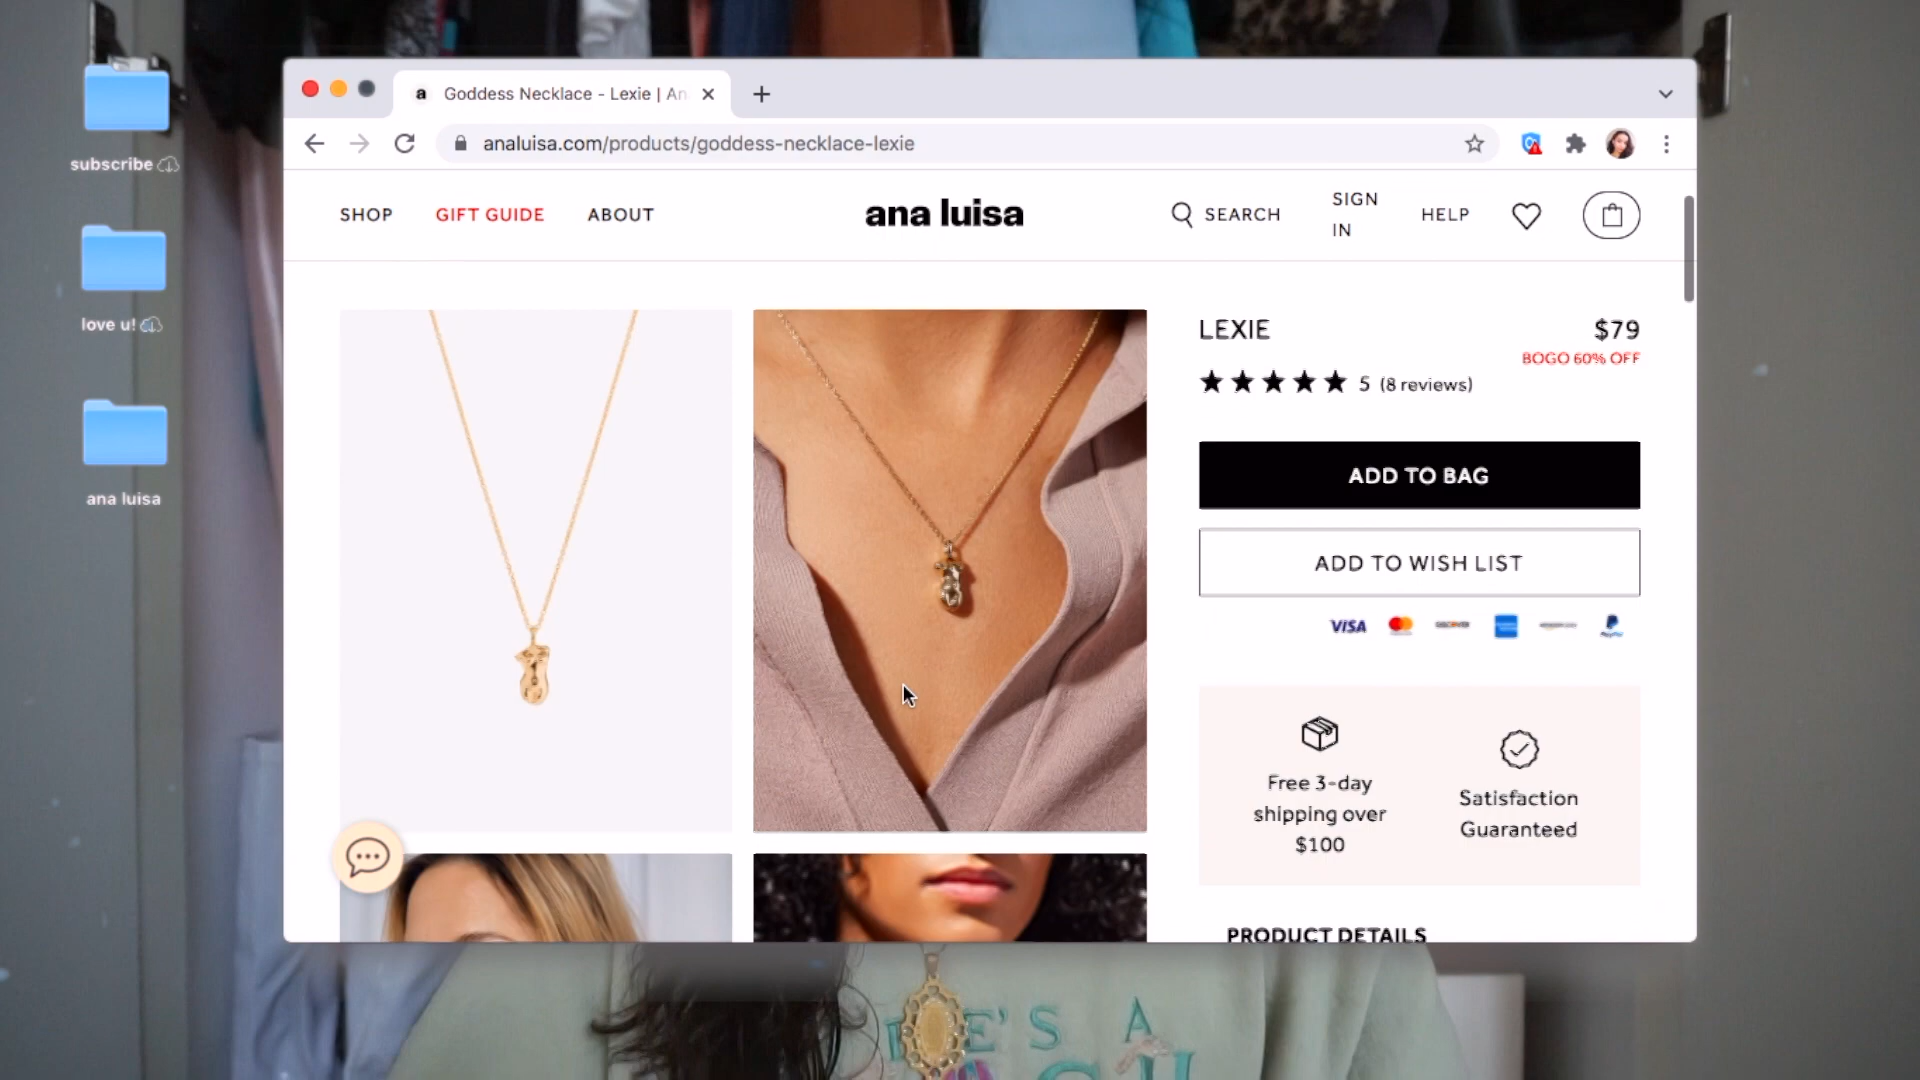 subscribe
love u!
ana luisa
a Goddess Necklace - Lexie | An
analuisa.com/products/goddess-necklace-lexie
SHOP GIFT GUIDE ABOUT
ana luisa
SEARCH
SIGN
IN
HELP
LEXIE
$79
BOGO 60% OFF
5 (8 reviews)
ADD TO BAG
ADD TO WISH LIST
VISA
DISCOVER
PayPal
Free 3-day
shipping over
$100
Satisfaction
Guaranteed
PRODUCT DETAILS
E'S A